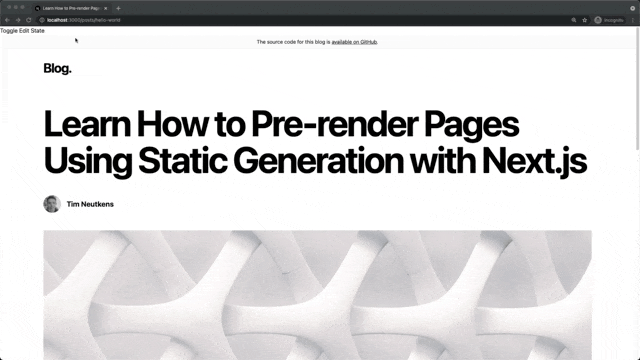 Learn How to Pre-render Pag
localhost:3000/posts/hello-world
Incognito
Toggle Edit State
The source code for this blog is available on GitHub.
Blog.
Learn How to Pre-render Pages
Using Static Generation with Next.js
Tim Neutkens